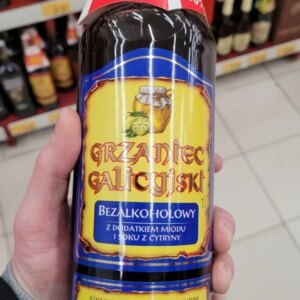 GRZANIEC
GALICYJSKI
BEZALKOHOLOWY
Z DODATKIEM MIODU
I SOKU Z CYTRYNY